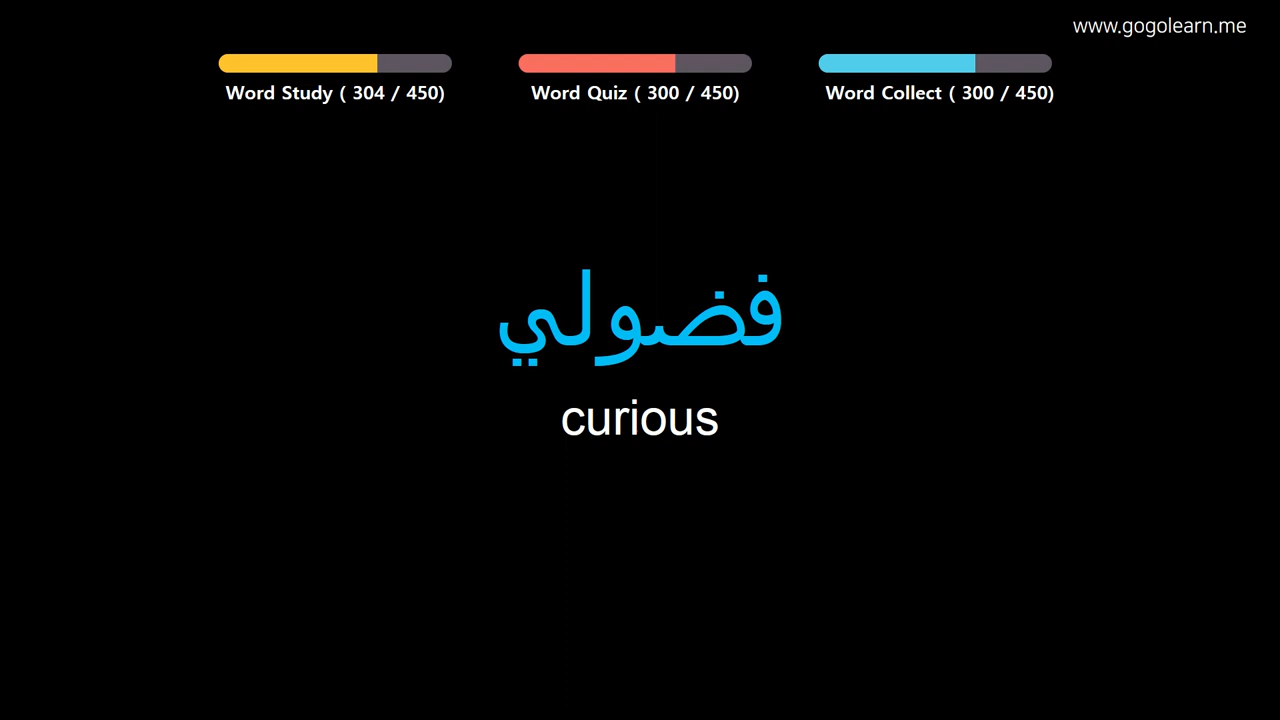 www.gogolearn.me
Word Study ( 304 / 450)
Word Quiz ( 300 / 450)
Word Collect ( 300 / 450)
فضولي
curious